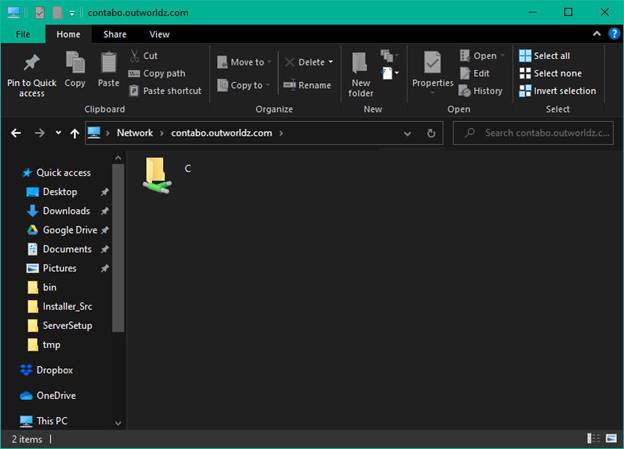 contabo.outworldz.com
File Home Share View
Pin to Quick access
Copy
Paste
Cut
Copy path
Paste shortcut
Clipboard
Move to
Copy to
Delete
Rename
Organize
New folder
New
Properties
Open
Edit
History
Open
Select all
Select none
Invert selection
Select
Network > contabo.outworldz.com >
Search contabo.outworldz.c...
Quick access
Desktop
Downloads
Google Drive
Documents
Pictures
bin
Installer_Src
ServerSetup
tmp
Dropbox
OneDrive
This PC
C
2 items